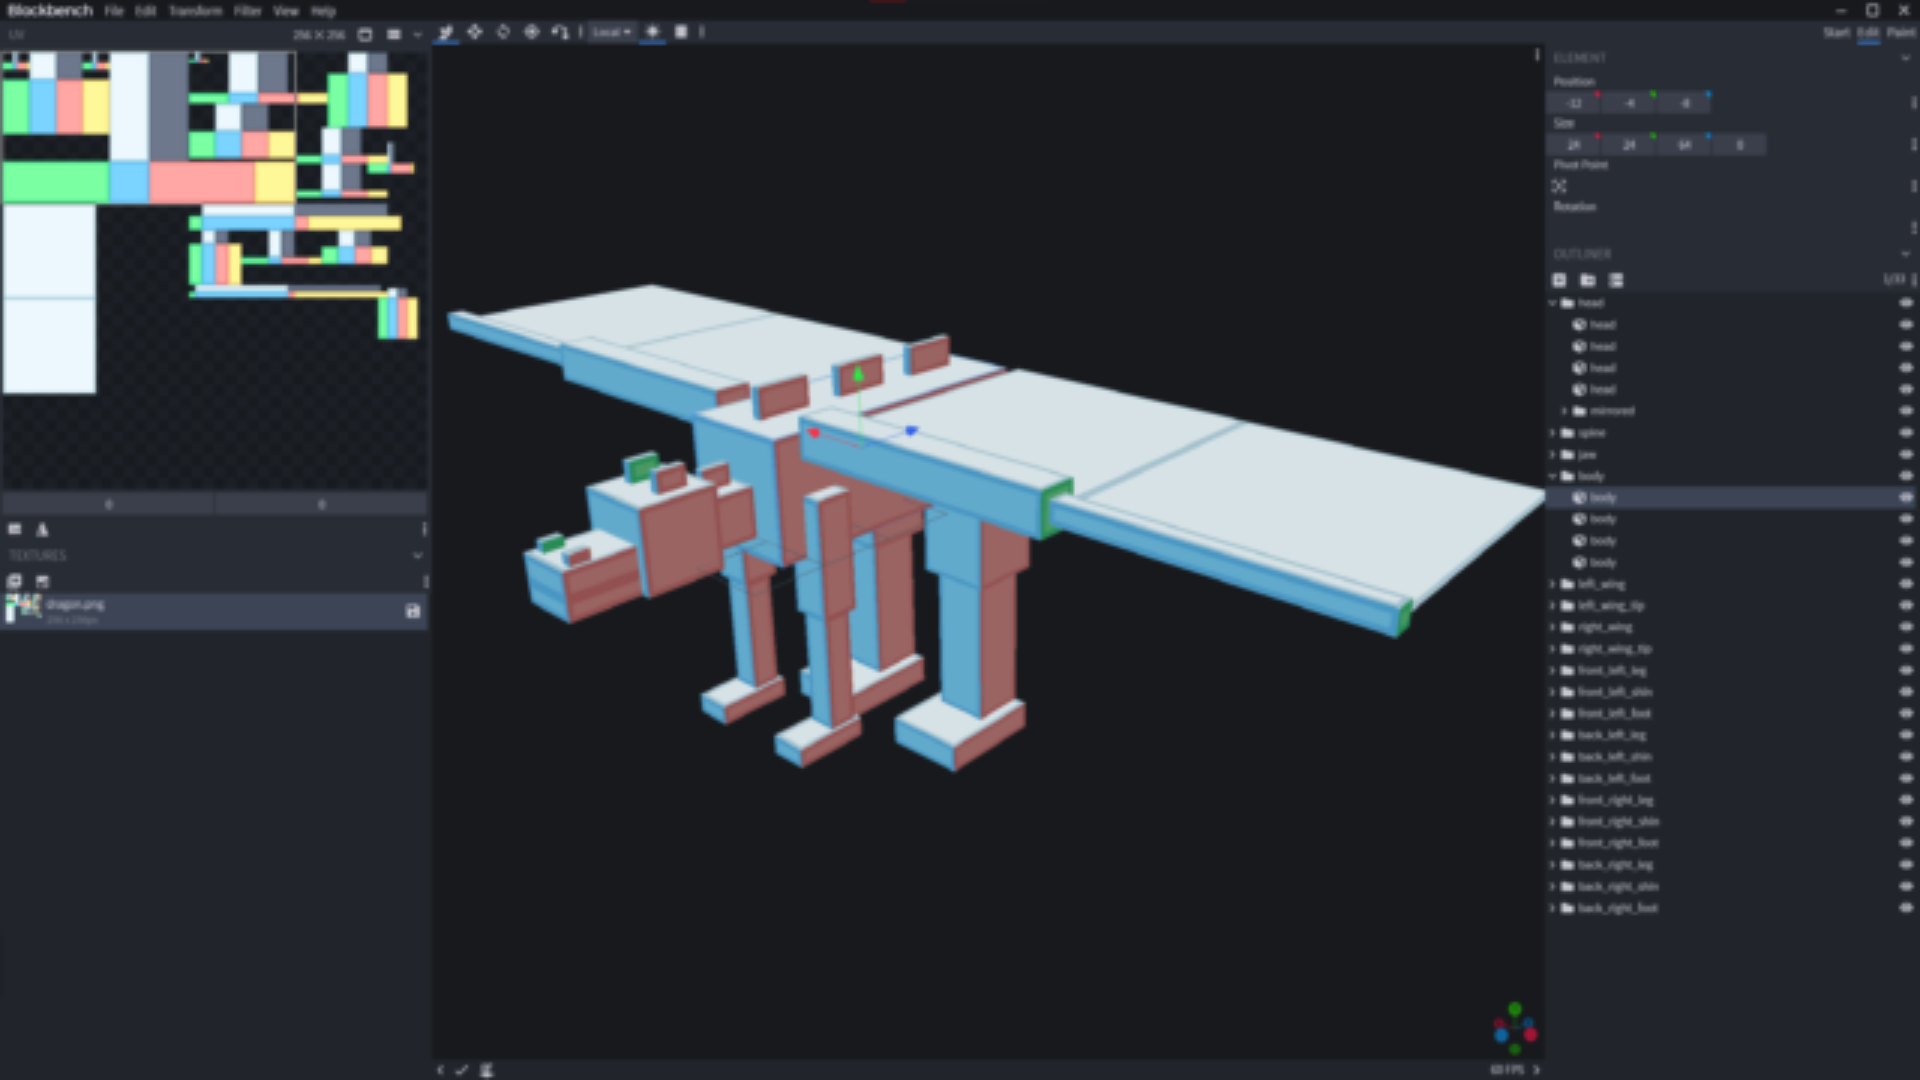 Blockbench File Edit Transform Filter View Help
UV
256 × 256
Local
Start Edit Paint
ELEMENT
Position
-12 -4 -8
Size
24 24 64 0
Pivot Point
Rotation
OUTLINER
1/33
head
head
head
head
head
mirrored
spine
jaw
body
body
body
body
body
left_wing
left_wing_tip
right_wing
right_wing_tip
front_left_leg
front_left_shin
front_left_foot
back_left_leg
back_left_shin
back_left_foot
front_right_leg
front_right_shin
front_right_foot
back_right_leg
back_right_shin
back_right_foot
0 0
TEXTURES
dragon.png
256 x 256px
60 FPS